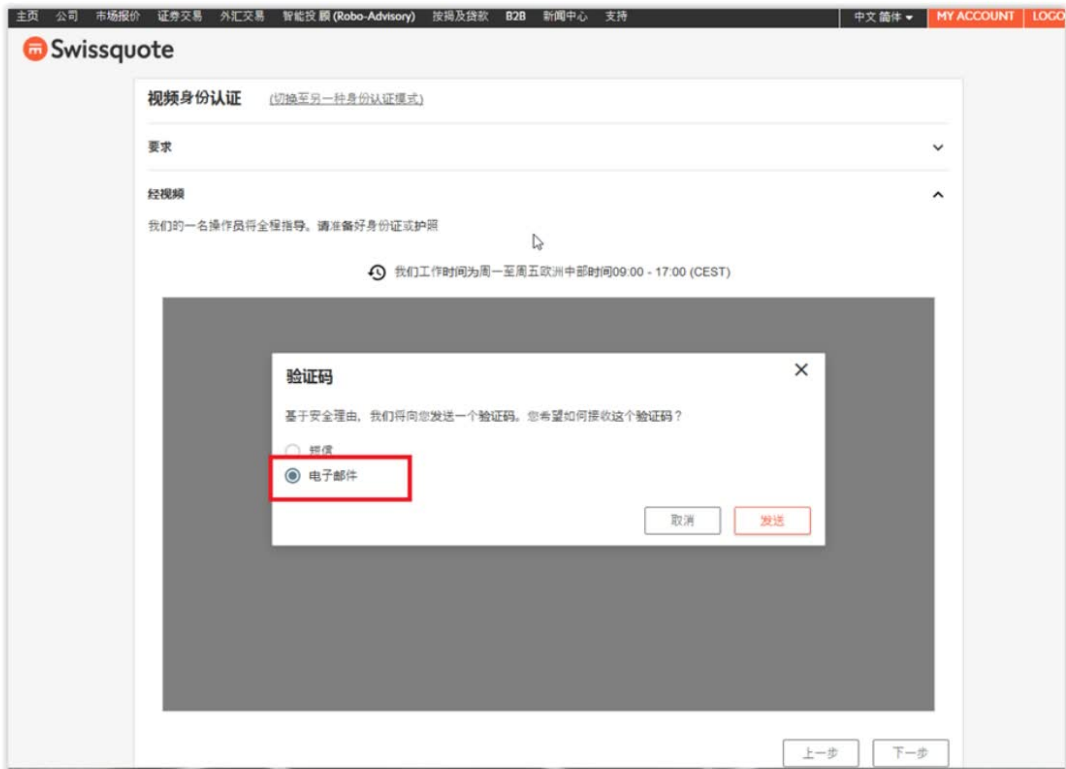 主页 公司 市场报价 证券交易 外汇交易 智能投顾(Robo-Advisory) 按揭及贷款 B2B 新闻中心 支持 中文 简体 MY ACCOUNT LOGO
Swissquote
视频身份认证 (切换至另一种身份认证模式)
要求
经视频
我们的一名操作员将全程指导。请准备好身份证或护照
我们工作时间为周一至周五欧洲中部时间09:00 - 17:00 (CEST)
验证码
基于安全理由，我们将向您发送一个验证码。您希望如何接收这个验证码？
短信
电子邮件
取消 发送
上一步 下一步